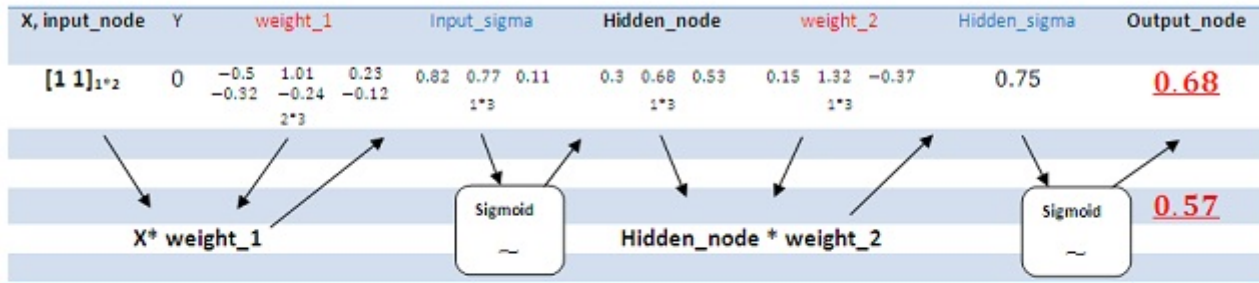 X, input_node Y weight_1 Input_sigma Hidden_node weight_2 Hidden_sigma Output_node
[1 1]₁*₂ 0 −0.5 1.01 0.23 0.82 0.77 0.11 0.3 0.68 0.53 0.15 1.32 −0.37 0.75 0.68
−0.32 −0.24 −0.12
2*3 1*3 1*3 1*3
Sigmoid Sigmoid 0.57
~ ~
X* weight_1 Hidden_node * weight_2